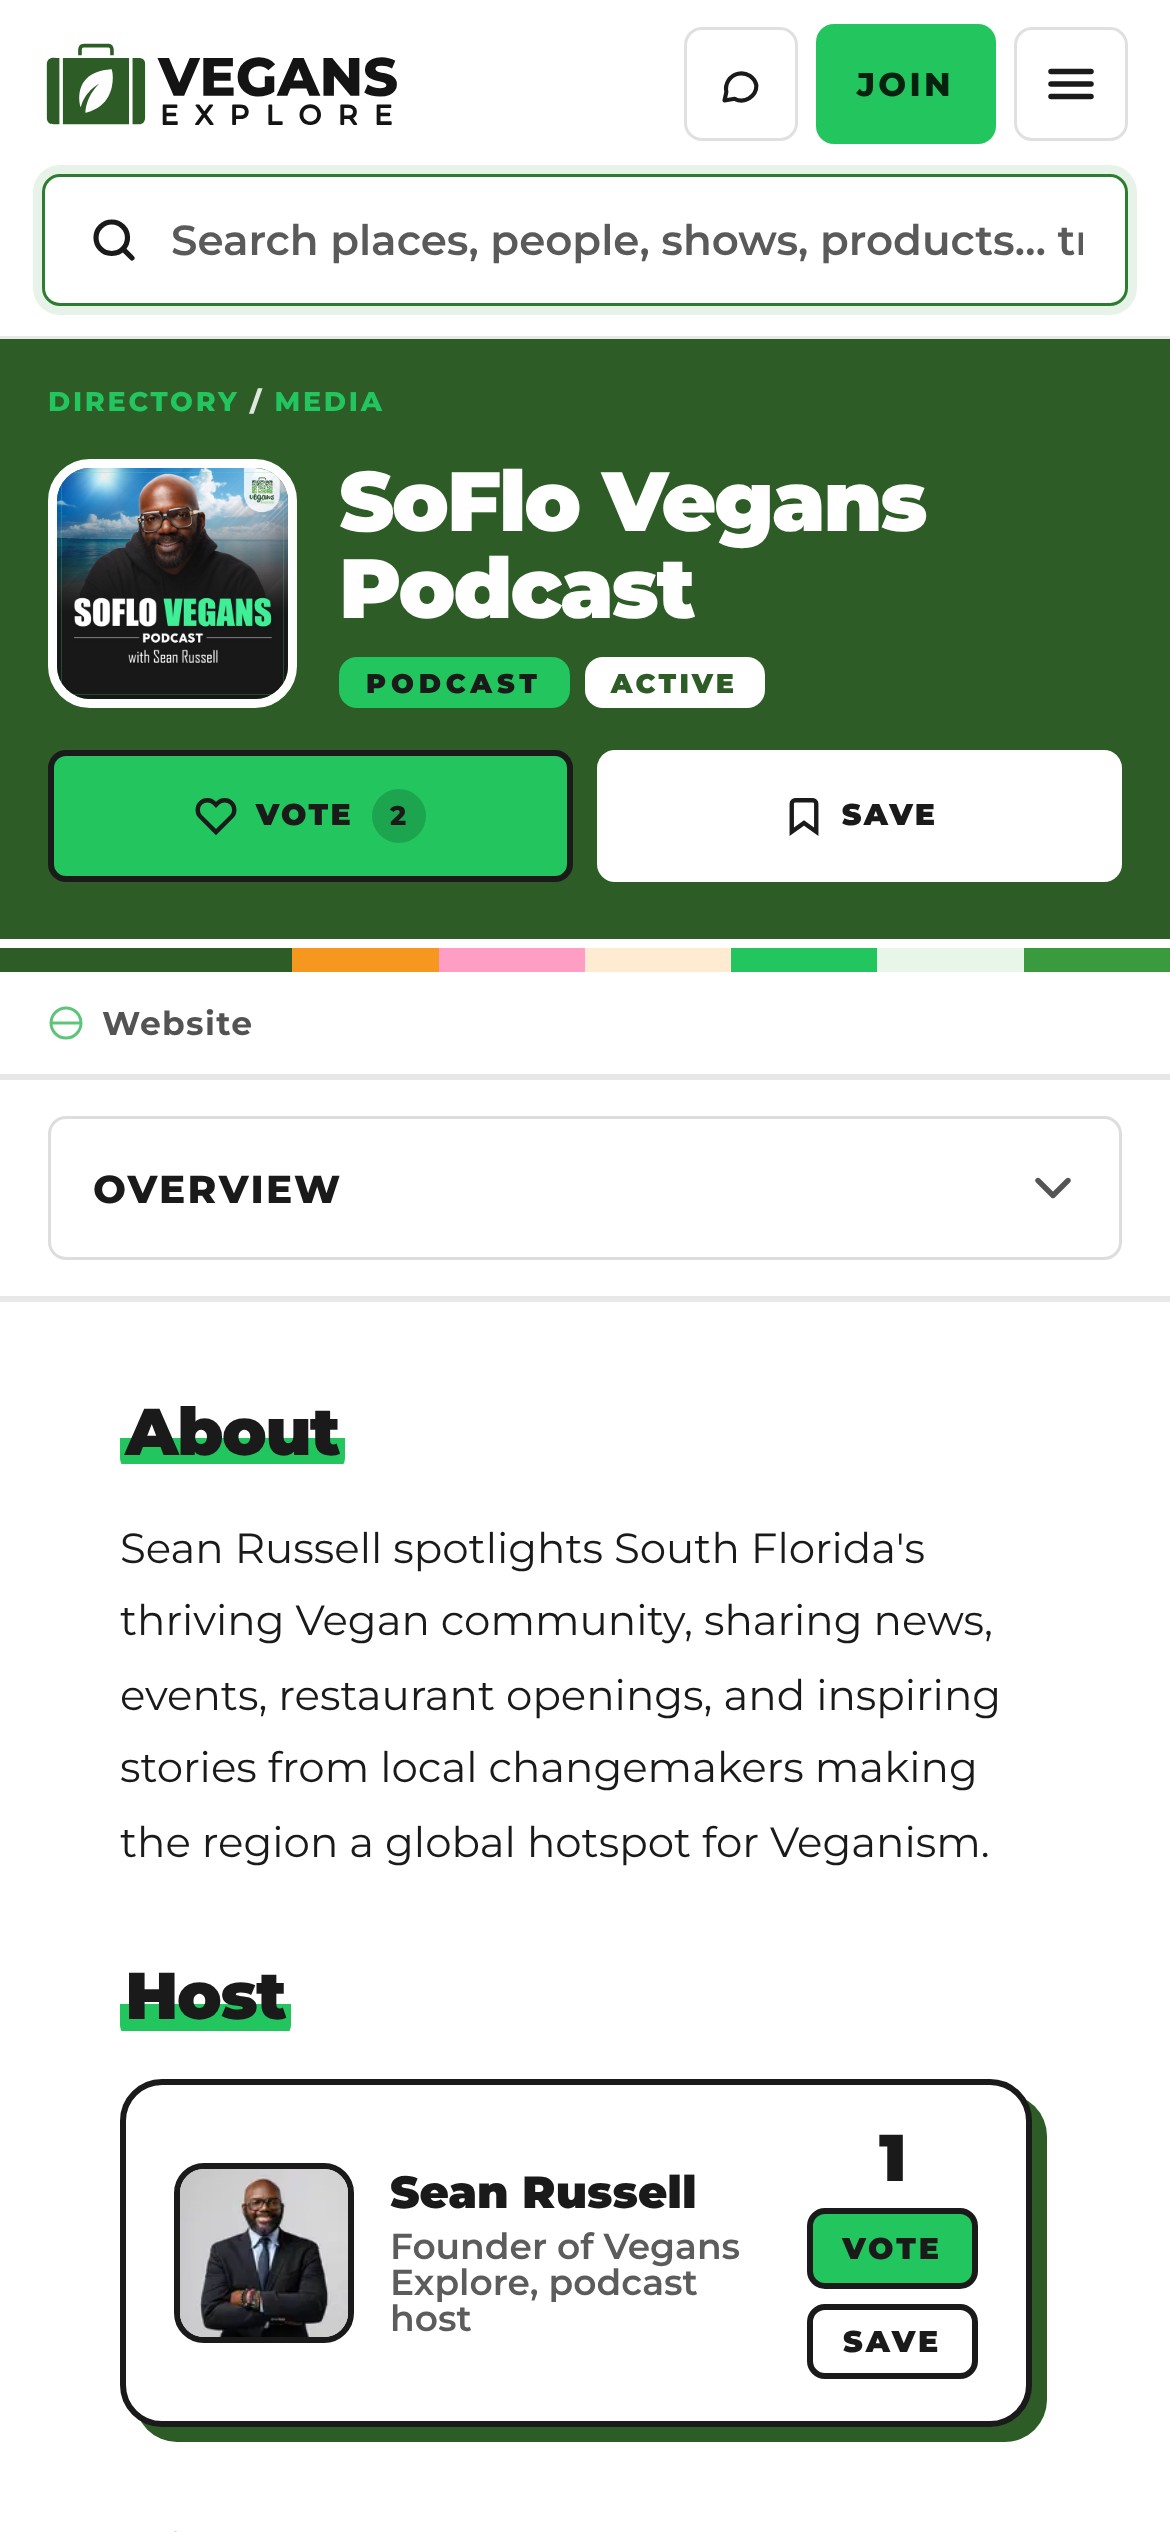 VEGANS
EXPLORE
JOIN
Search places, people, shows, products...
DIRECTORY / MEDIA
vegans
SOFLO VEGANS
PODCAST
with Sean Russell
SoFlo Vegans
Podcast
PODCAST
ACTIVE
VOTE 2
SAVE
Website
OVERVIEW
About
Sean Russell spotlights South Florida's
thriving Vegan community, sharing news,
events, restaurant openings, and inspiring
stories from local changemakers making
the region a global hotspot for Veganism.
Host
Sean Russell
Founder of Vegans
Explore, podcast
host
1
VOTE
SAVE